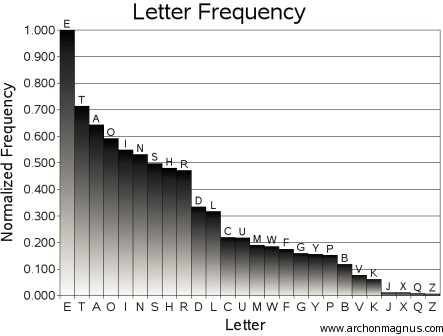 Letter Frequency
Normalized Frequency
1.000
0.900
0.800
0.700
0.600
0.500
0.400
0.300
0.200
0.100
0.000
E
T
A
O
I
N
S
H
R
D
L
C
U
M
W
F
G
Y
P
B
V
K
J
X
Q
Z
E T A O I N S H R D L C U M W F G Y P B V K J X Q Z
Letter
www.archonmagnus.com